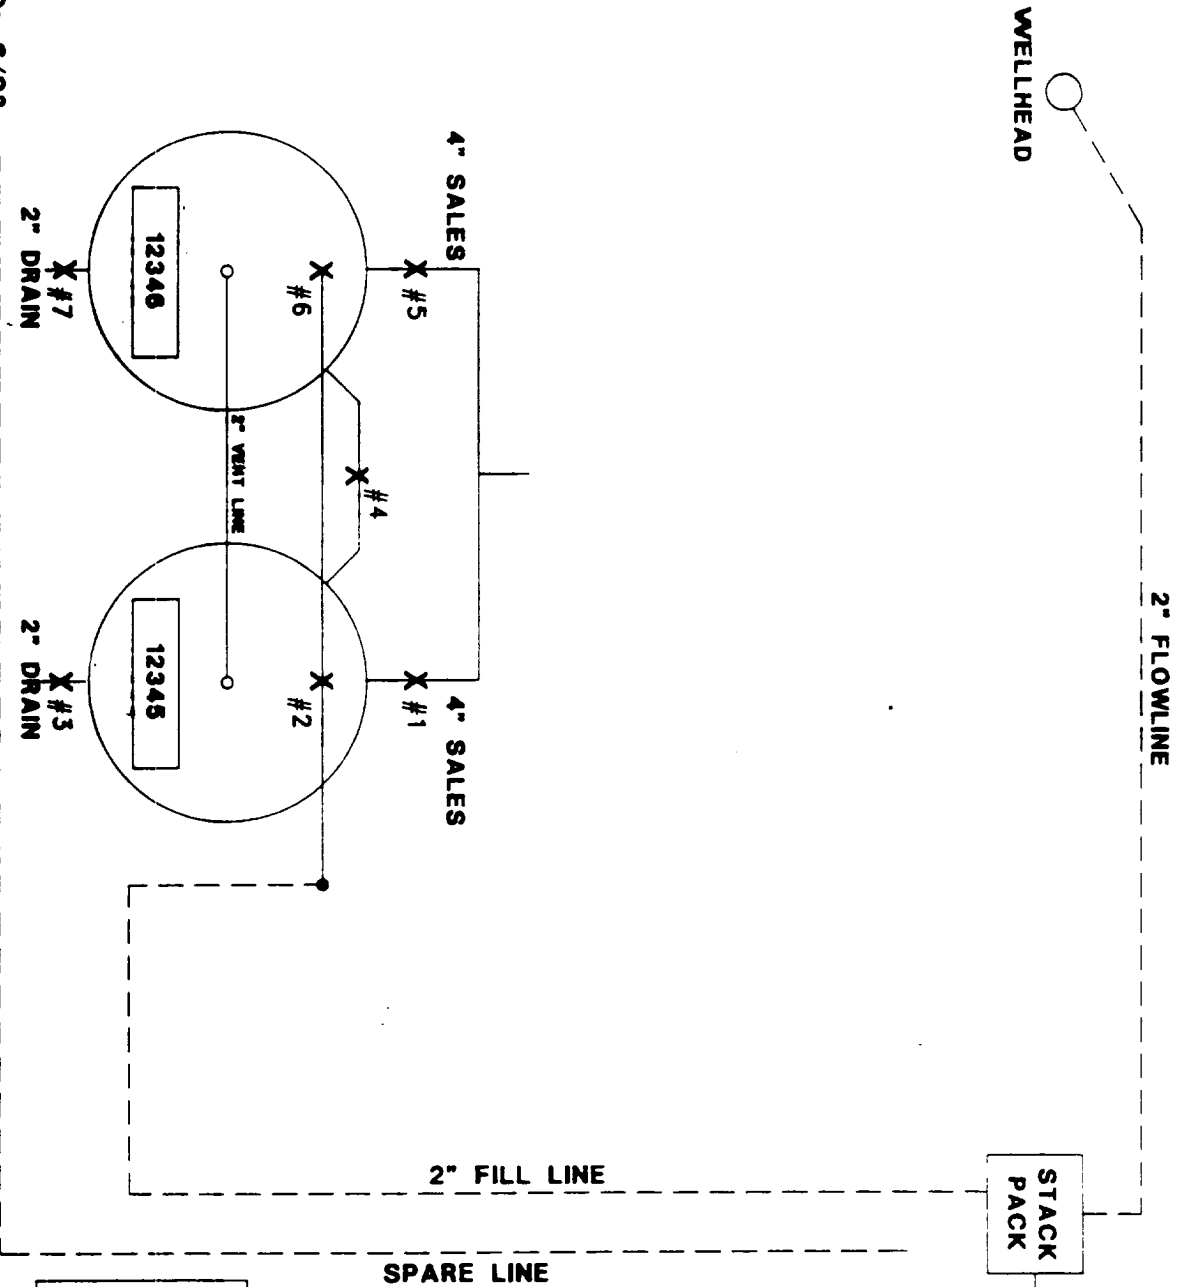 WELLHEAD
2" FLOWLINE
STACK
PACK
4" SALES
#5
#6
12346
#7
2" DRAIN
2" VENT LINE
#4
4" SALES
#1
#2
12345
#3
2" DRAIN
2" FILL LINE
SPARE LINE